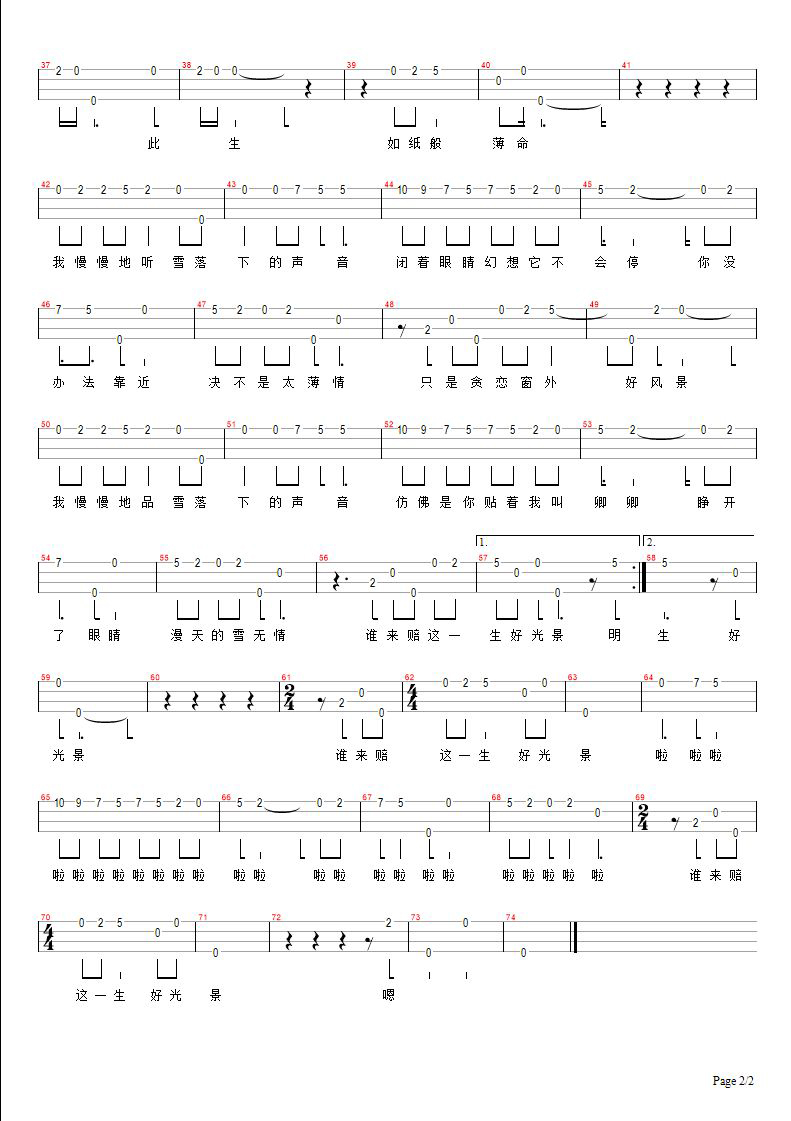 37 2 0 0 0 38 2 0 0 39 0 2 5 40 0 0 0 41
此 生 如 纸 般 薄 命
42 0 2 2 5 2 0 0 43 0 0 7 5 5 44 10 9 7 5 7 5 2 0 45 5 2 0 2
我 慢 慢 地 听 雪 落 下 的 声 音 闭 着 眼 睛 幻 想 它 不 会 停 你 没
46 7 5 0 0 47 5 2 0 2 0 0 48 2 0 0 0 2 5 49 0 2 0
办 法 靠 近 决 不 是 太 薄 情 只 是 贪 恋 窗 外 好 风 景
50 0 2 2 5 2 0 0 51 0 0 7 5 5 52 10 9 7 5 7 5 2 0 53 5 2 0 2
我 慢 慢 地 品 雪 落 下 的 声 音 仿 佛 是 你 贴 着 我 叫 卿 卿 睁 开
1. 2.
54 7 0 0 55 5 2 0 2 0 0 56 2 0 0 0 2 57 5 0 0 0 5 58 5 0
了 眼 睛 漫 天 的 雪 无 情 谁 来 赔 这 一 生 好 光 景 明 生 好
59 0 0 60 61 2 4 2 0 0 62 4 4 0 2 5 0 0 63 0 64 0 7 5
光 景 谁 来 赔 这 一 生 好 光 景 啦 啦 啦
65 10 9 7 5 7 5 2 0 66 5 2 0 2 67 7 5 0 0 68 5 2 0 2 0 69 2 4 2 0 0
啦 啦 啦 啦 啦 啦 啦 啦 啦 啦 啦 啦 啦 啦 啦 啦 啦 啦 啦 啦 啦 谁 来 赔
70 4 4 0 2 5 0 0 71 0 72 2 73 0 0 74 0
这 一 生 好 光 景 嗯
Page 2/2